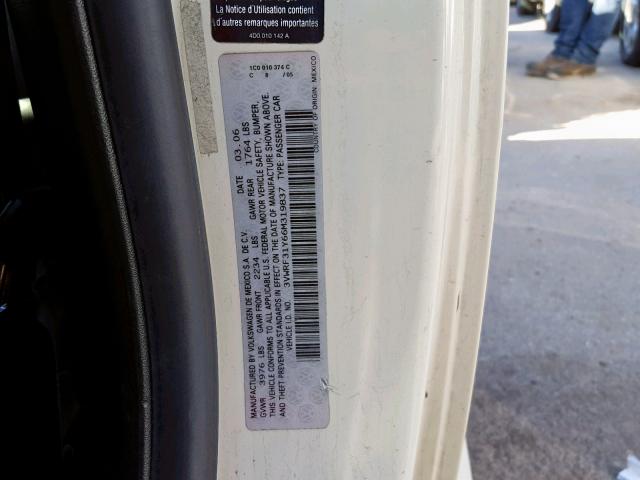 La Notice d'Utilisation fournit
d'autres remarques importantes
4D0 010 142 A
1C0 010 374 C
C 8 /05
MANUFACTURED BY VOLKSWAGEN DE MEXICO S.A. DE C.V. DATE 03.06
GVWR 3976 LBS GAWR FRONT 2234 LBS GAWR REAR 1764 LBS
THIS VEHICLE CONFORMS TO ALL APPLICABLE U.S. FEDERAL MOTOR VEHICLE SAFETY, BUMPER,
AND THEFT PREVENTION STANDARDS IN EFFECT ON THE DATE OF MANUFACTURE SHOWN ABOVE.
VEHICLE I.D. NO. 3VWRF31Y66M319837 TYPE: PASSENGER CAR
COUNTRY OF ORIGIN: MEXICO